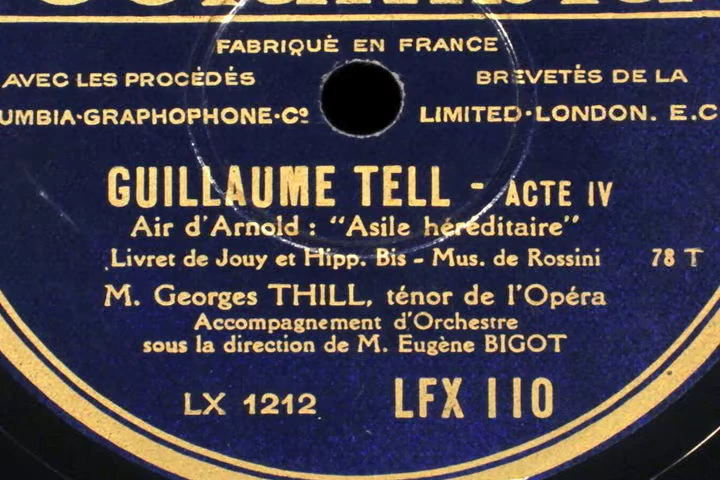 FABRIQUÉ EN FRANCE
AVEC LES PROCÉDÉS BREVETÉS DE LA
UMBIA·GRAPHOPHONE·Cº LIMITED·LONDON. E.C
GUILLAUME TELL - ACTE IV
Air d'Arnold : "Asile héréditaire"
Livret de Jouy et Hipp. Bis - Mus. de Rossini 78 T
M. Georges THILL, ténor de l'Opéra
Accompagnement d'Orchestre
sous la direction de M. Eugène BIGOT
LX 1212 LFX 110